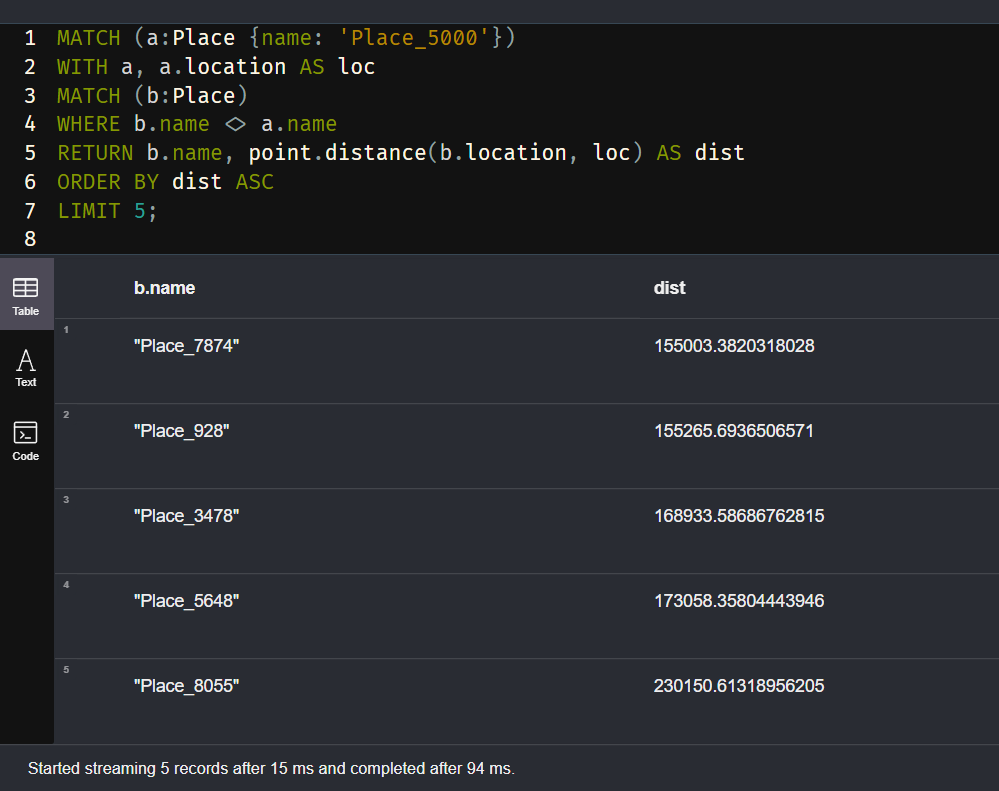 1 MATCH (a:Place {name: 'Place_5000'})
2 WITH a, a.location AS loc
3 MATCH (b:Place)
4 WHERE b.name <> a.name
5 RETURN b.name, point.distance(b.location, loc) AS dist
6 ORDER BY dist ASC
7 LIMIT 5;
8
Table
Text
Code
b.name dist
1 "Place_7874" 155003.3820318028
2 "Place_928" 155265.6936506571
3 "Place_3478" 168933.58686762815
4 "Place_5648" 173058.35804443946
5 "Place_8055" 230150.61318956205
Started streaming 5 records after 15 ms and completed after 94 ms.